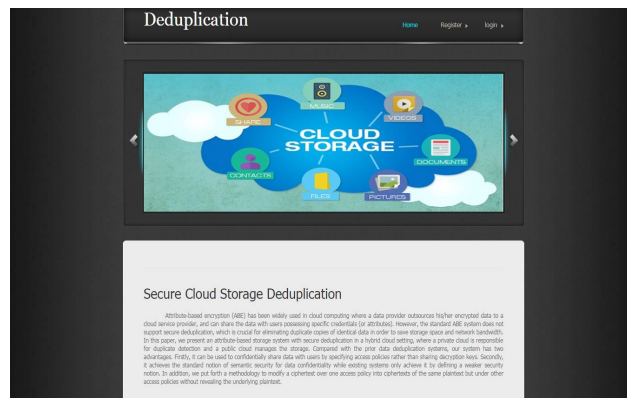 Deduplication
Home Register login
MUSIC
SHARE
VIDEOS
CLOUD
STORAGE
DOCUMENTS
CONTACTS
FILES
PICTURES
Secure Cloud Storage Deduplication
Attribute-based encryption (ABE) has been widely used in cloud computing where a data provider outsources his/her encrypted data to a
cloud service provider, and can share the data with users possessing specific credentials (or attributes). However, the standard ABE system does not
support secure deduplication, which is crucial for eliminating duplicate copies of identical data in order to save storage space and network bandwidth.
In this paper, we present an attribute-based storage system with secure deduplication in a hybrid cloud setting, where a private cloud is responsible
for duplicate detection and a public cloud manages the storage. Compared with the prior data deduplication systems, our system has two
advantages. Firstly, it can be used to confidentially share data with users by specifying access policies rather than sharing decryption keys. Secondly,
it achieves the standard notion of semantic security for data confidentiality while existing systems only achieve it by defining a weaker security
notion. In addition, we put forth a methodology to modify a ciphertext over one access policy into ciphertexts of the same plaintext but under other
access policies without revealing the underlying plaintext.